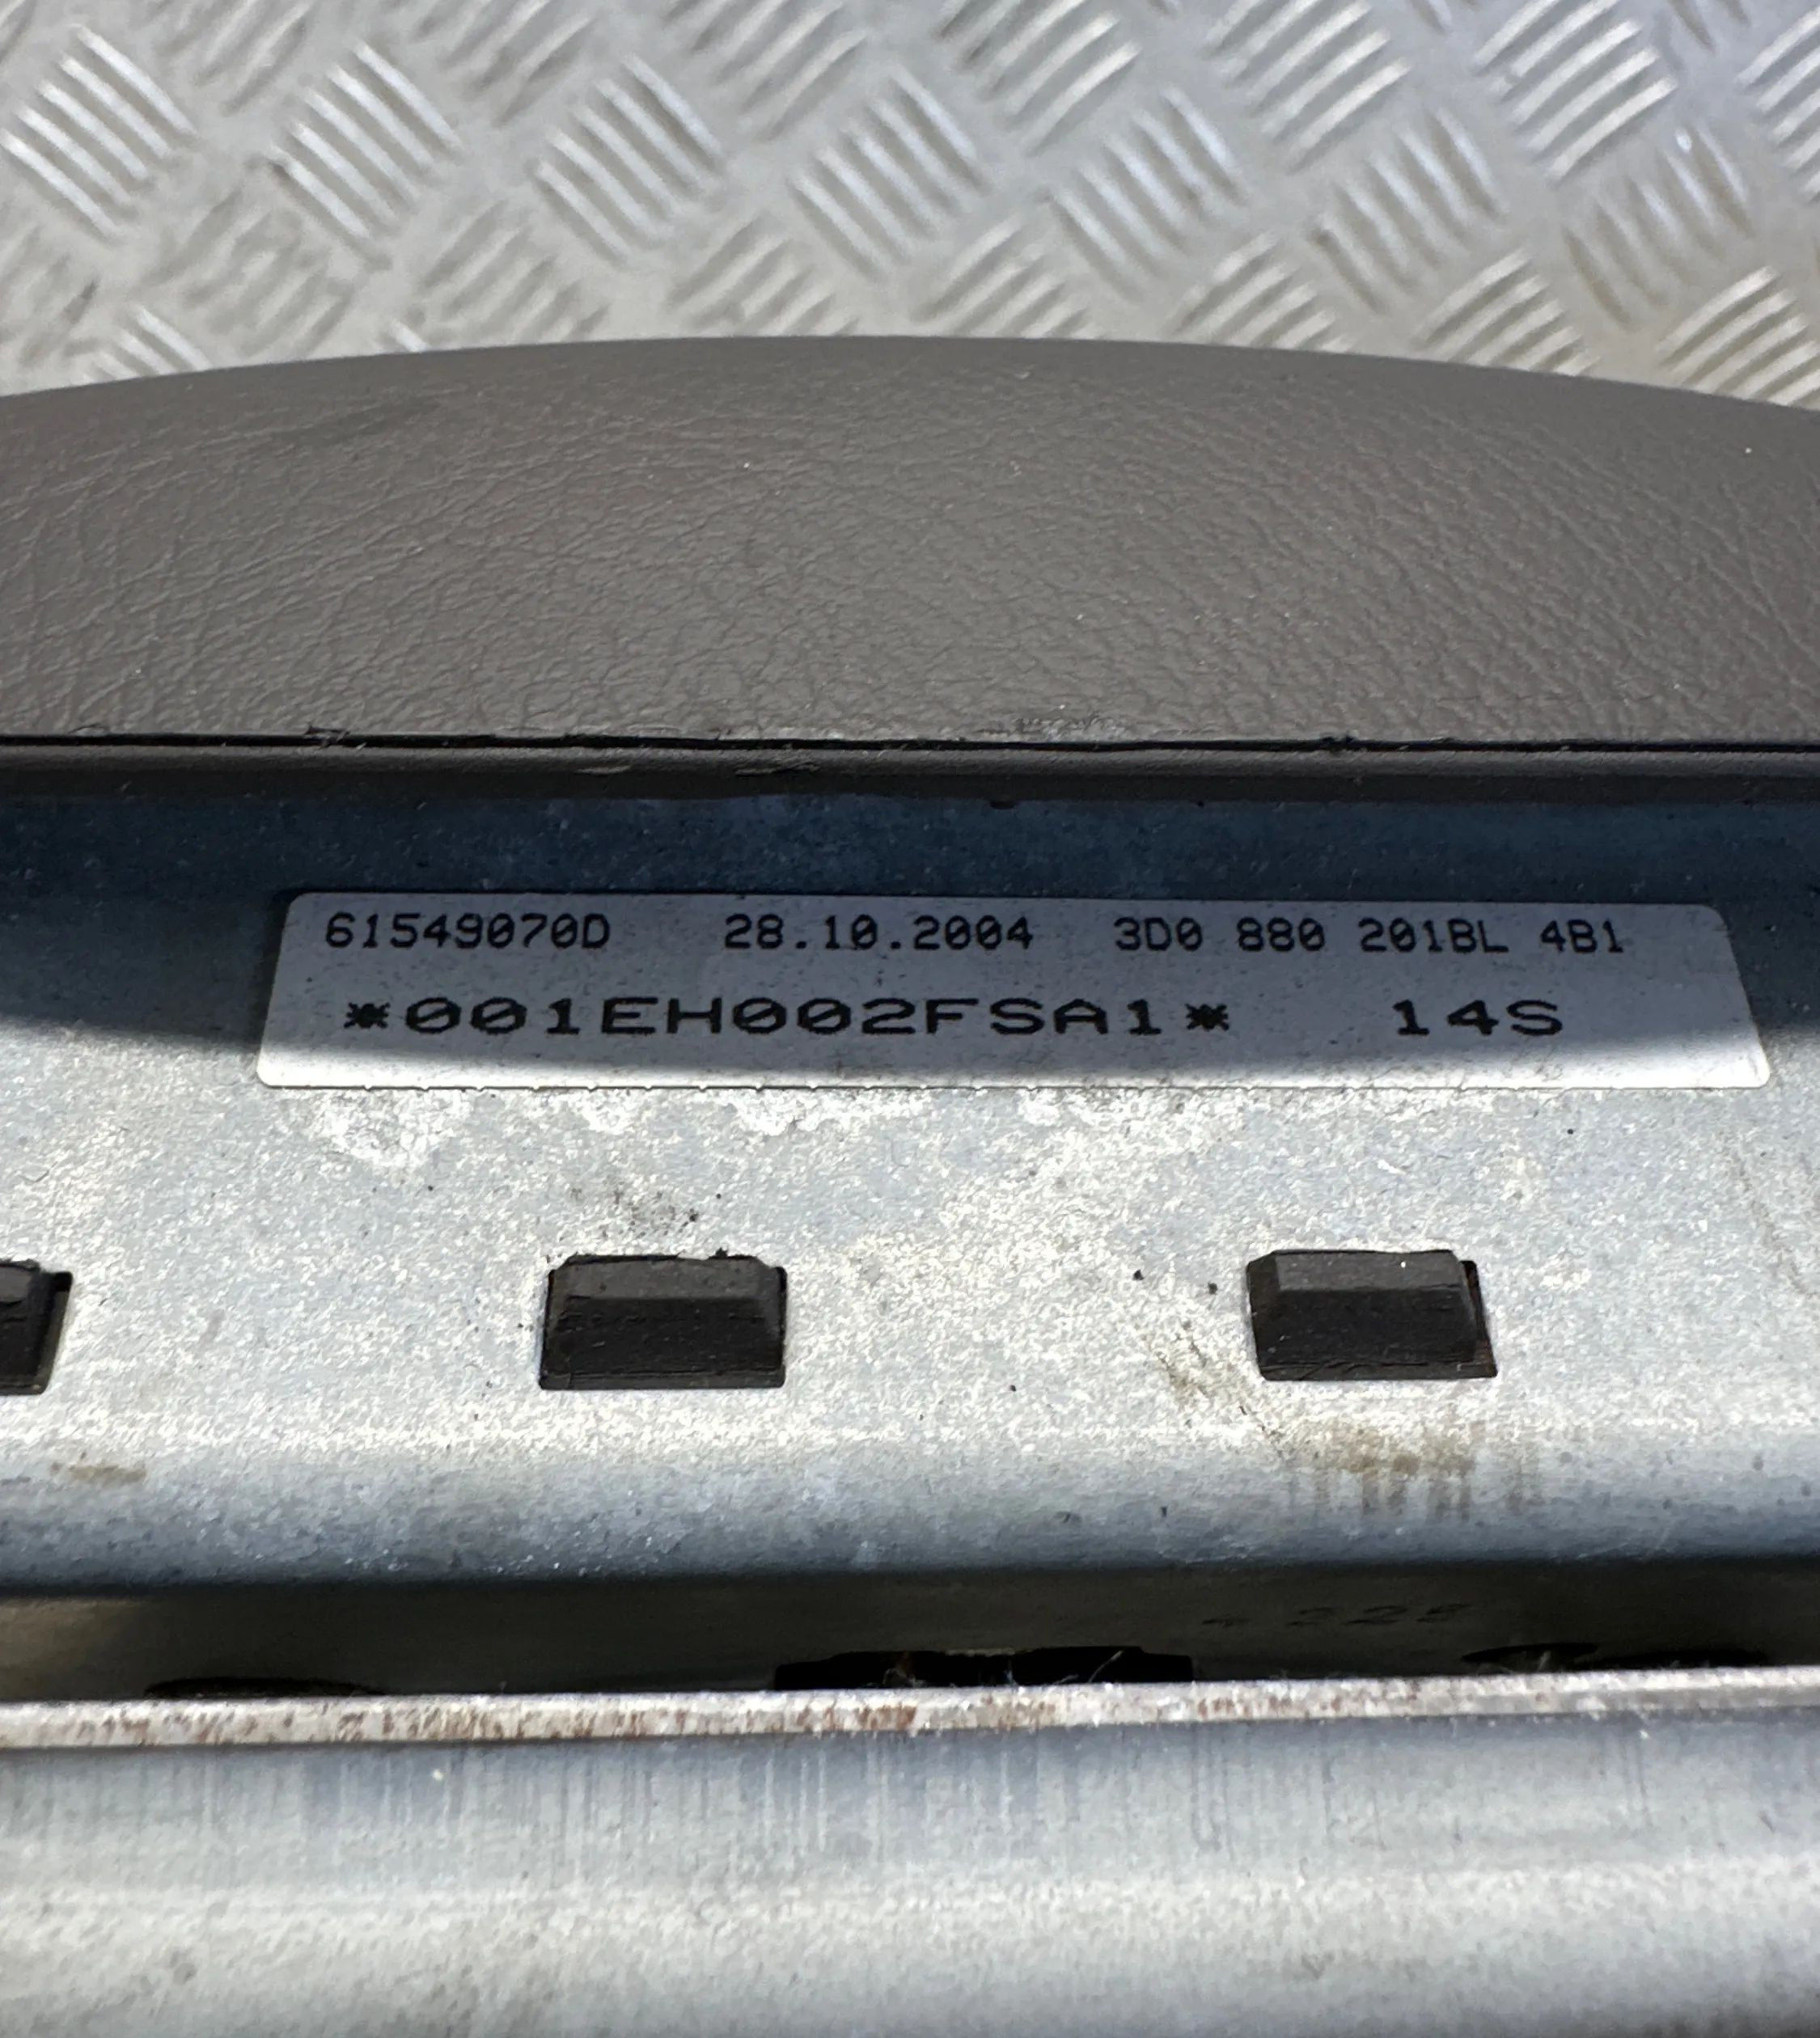 61549070D 28.10.2004 3D0 880 201BL 4B1
*001EH002FSA1* 14S